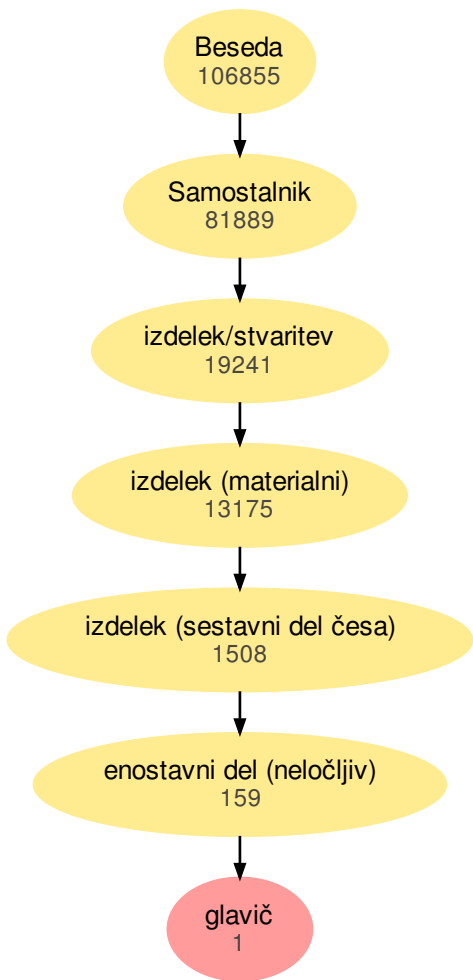 Beseda
106855
Samostalnik
81889
izdelek/stvaritev
19241
izdelek (materialni)
13175
izdelek (sestavni del česa)
1508
enostavni del (neločljiv)
159
glavič
1